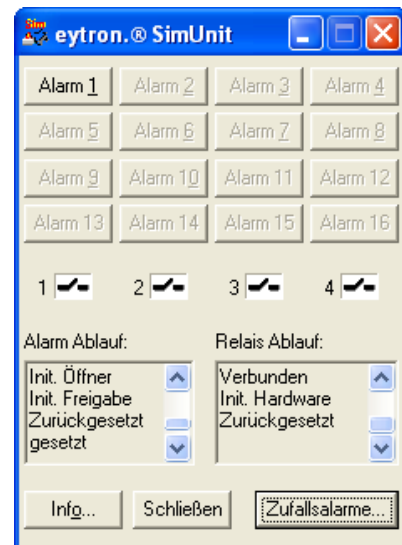 eytron.® SimUnit
Alarm 1 Alarm 2 Alarm 3 Alarm 4
Alarm 5 Alarm 6 Alarm 7 Alarm 8
Alarm 9 Alarm 10 Alarm 11 Alarm 12
Alarm 13 Alarm 14 Alarm 15 Alarm 16
1 2 3 4
Alarm Ablauf: Relais Ablauf:
Init. Öffner Verbunden
Init. Freigabe Init. Hardware
Zurückgesetzt Zurückgesetzt
gesetzt
Info... Schließen Zufallsalarme...